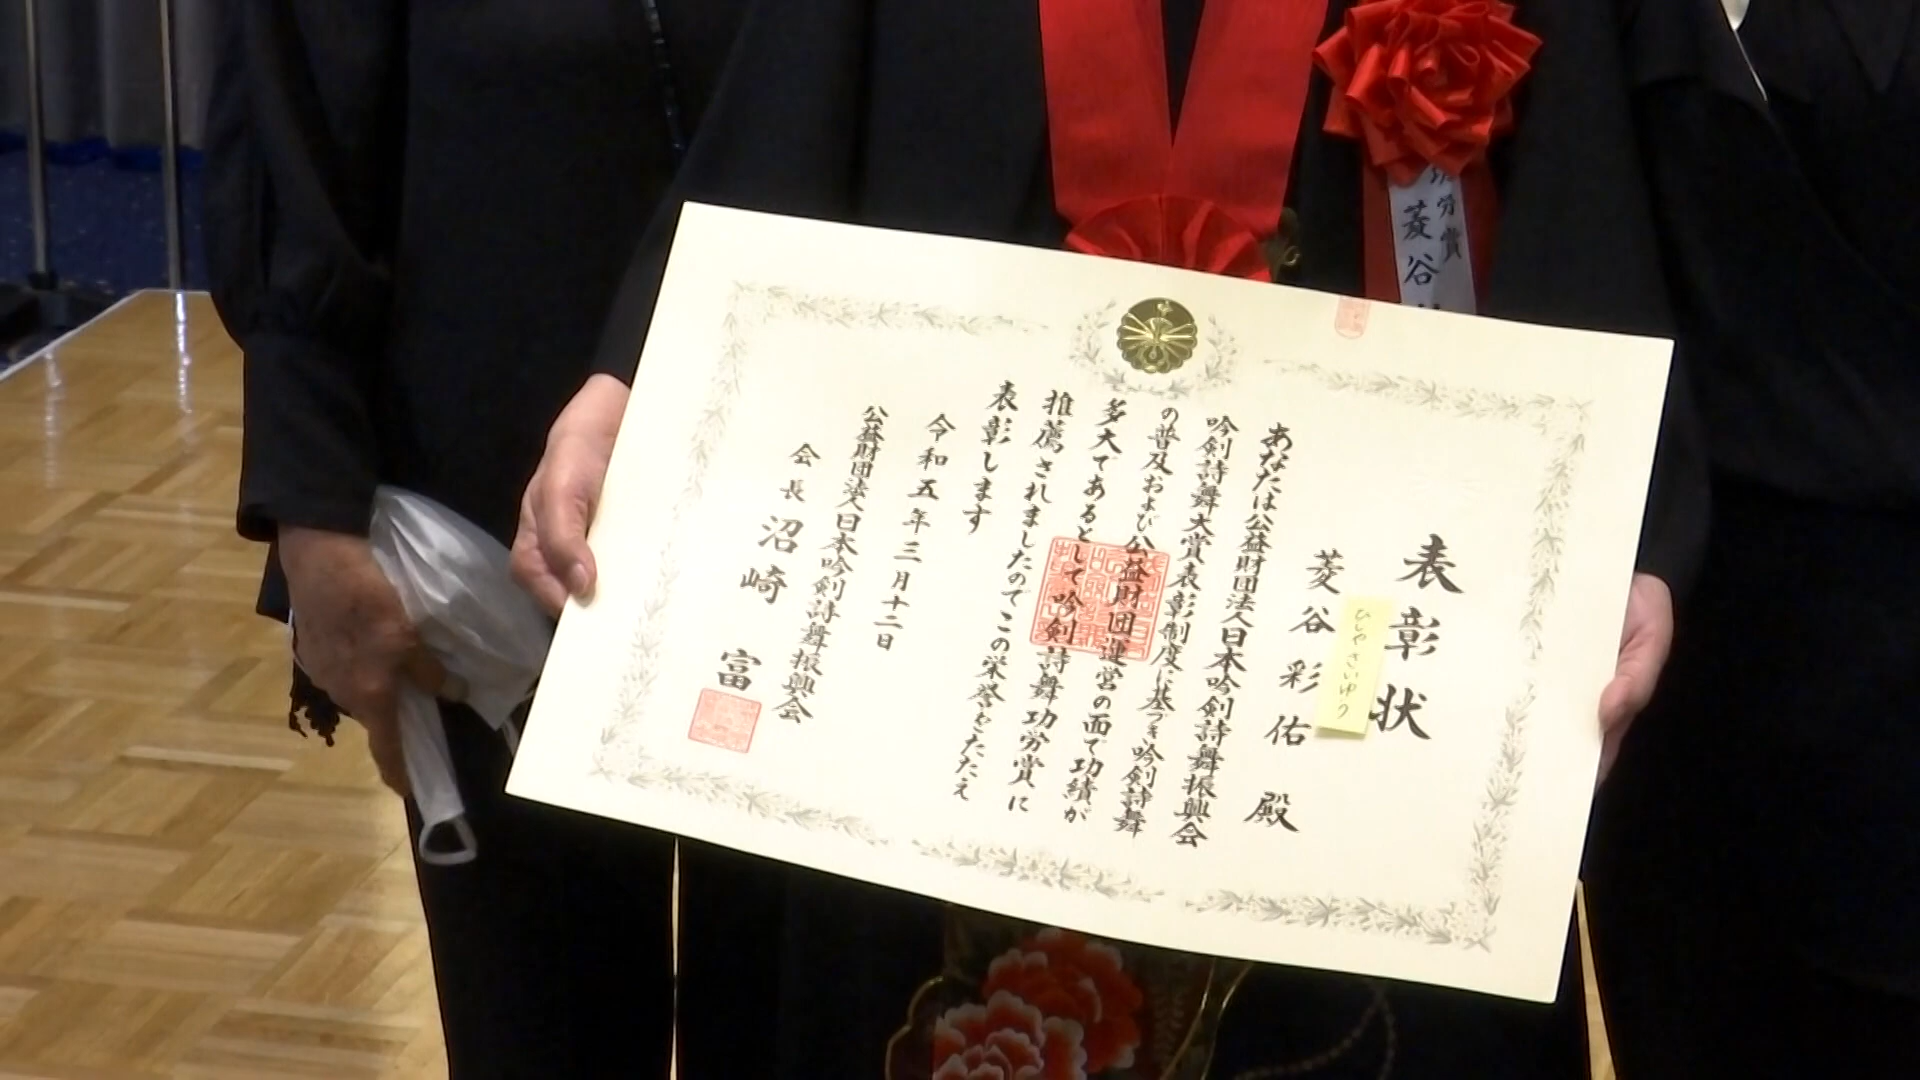 表彰状
菱谷彩佑殿
ひしやさいゆう
あなたは公益財団法人日本吟剣詩舞振興会
吟剣詩舞大賞表彰制度に基づき吟剣詩舞
の普及および公益財団運営の面で功績が
多大であるとして吟剣詩舞功労賞に
推薦されましたのでこの栄誉をたたえ
表彰します
令和五年三月十二日
公益財団法人日本吟剣詩舞振興会
会長 沼崎 富
労賞
菱谷